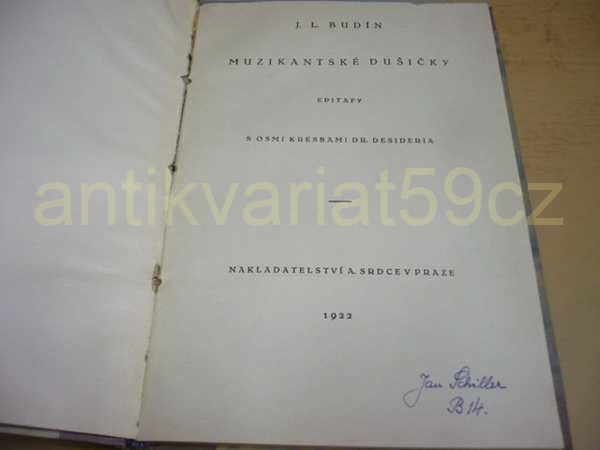 J. L. BUDÍN
MUZIKANTSKÉ DUŠIČKY
EPITAFY
S OSMI KRESBAMI DR. DESIDERIA
antikvariat59cz
NAKLADATELSTVÍ A. SRDCE V PRAZE
1922
Jan Schiller
B 14.